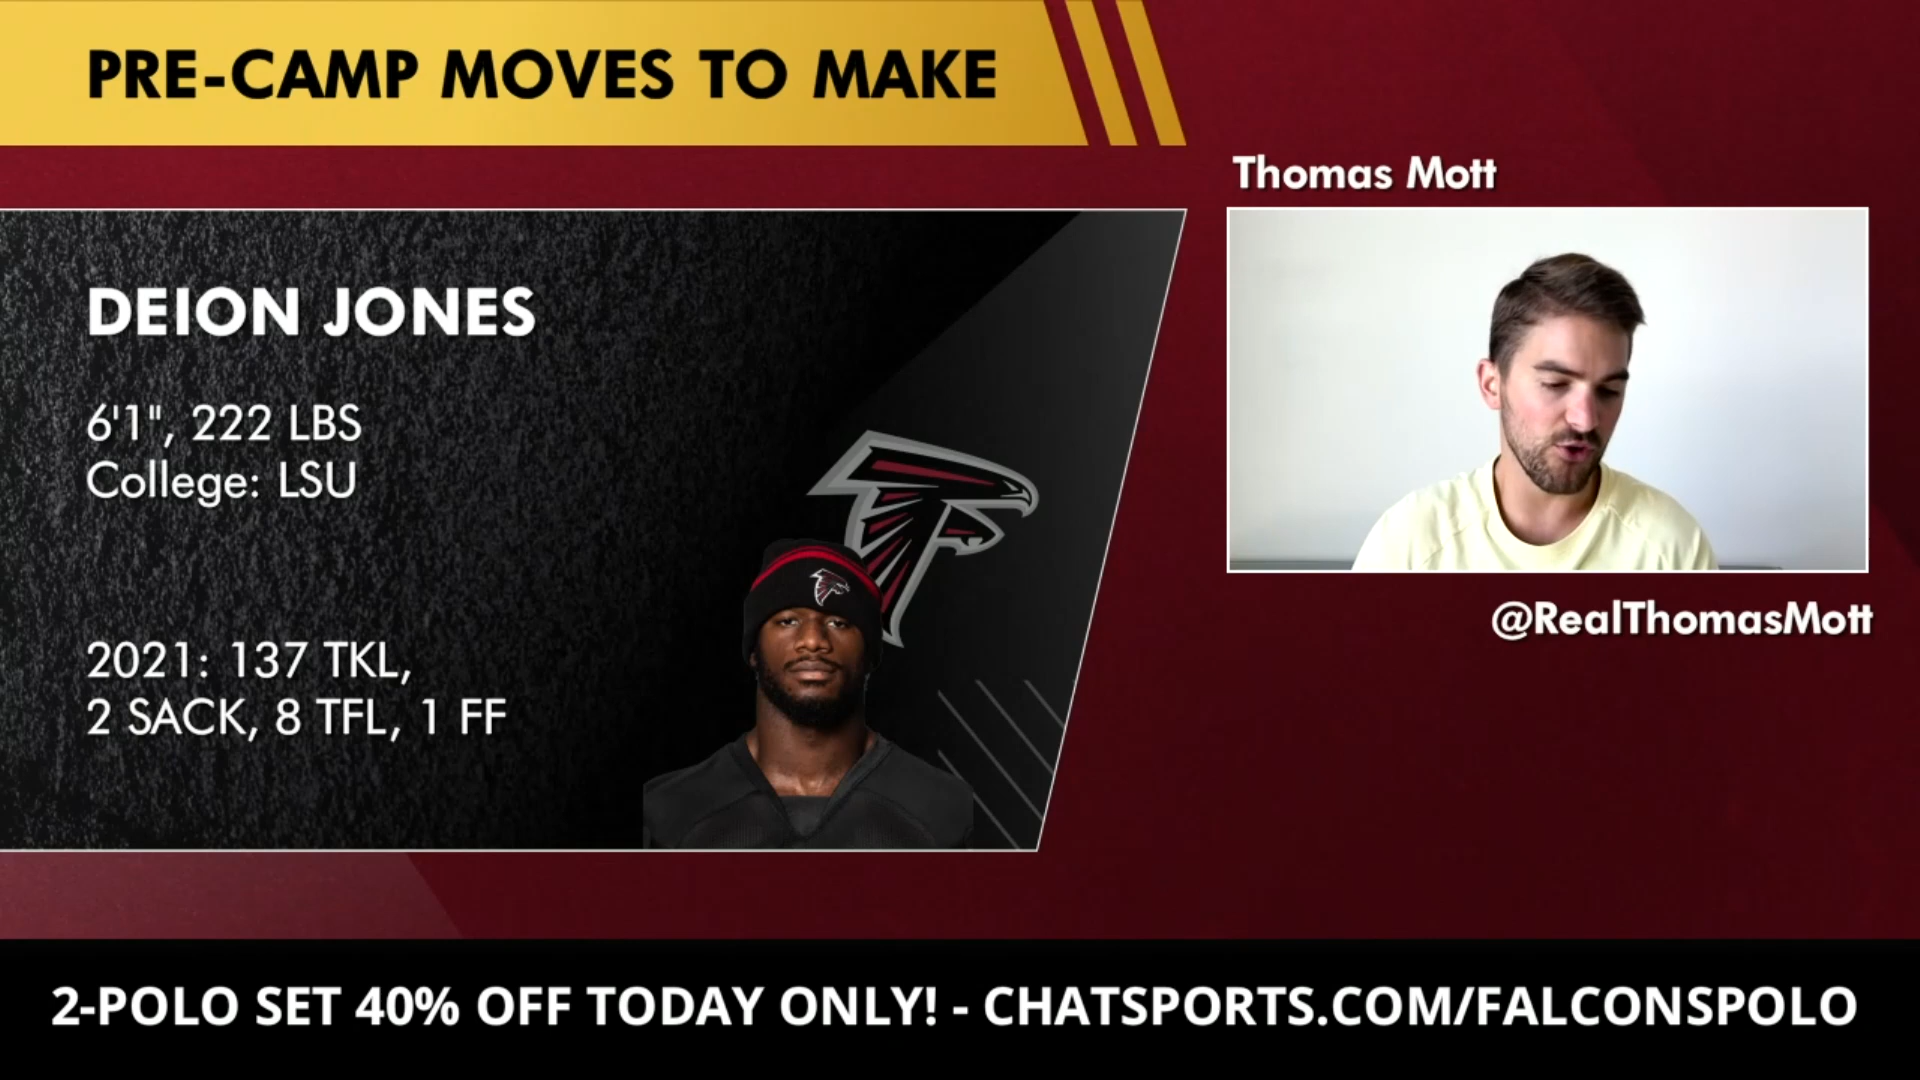 PRE-CAMP MOVES TO MAKE
Thomas Mott
DEION JONES
6'1", 222 LBS
College: LSU
@RealThomasMott
2021: 137 TKL,
2 SACK, 8 TFL, 1 FF
2-POLO SET 40% OFF TODAY ONLY! - CHATSPORTS.COM/FALCONSPOLO